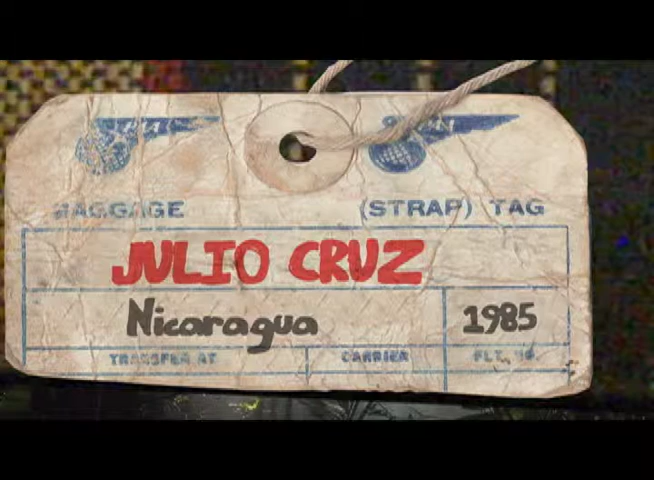 BAGGAGE (STRAP) TAG
JULIO CRUZ
Nicaragua 1985
TRANSFER AT CARRIER FLT. NO.